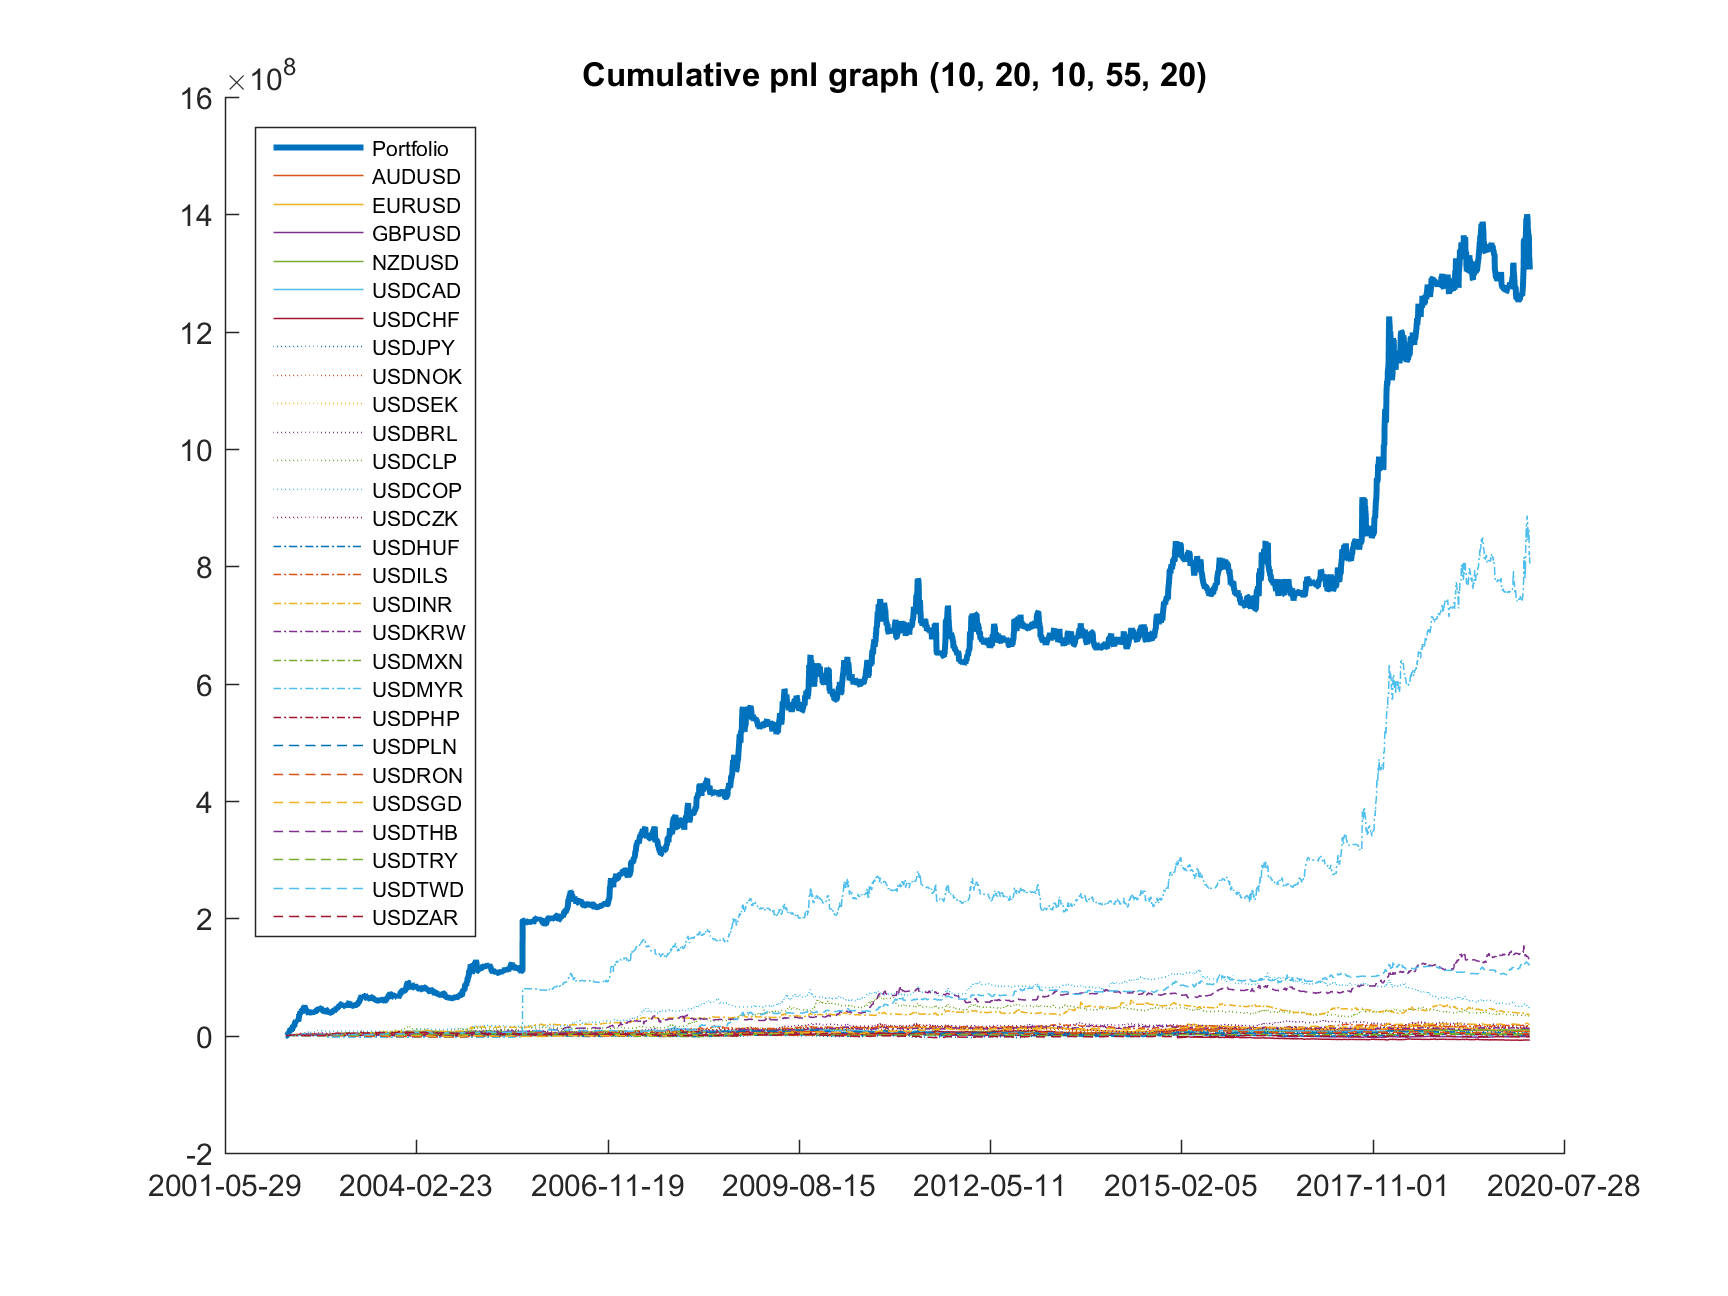 Cumulative pnl graph (10, 20, 10, 55, 20)
×10^8
16
14
12
10
8
6
4
2
0
-2
Portfolio
AUDUSD
EURUSD
GBPUSD
NZDUSD
USDCAD
USDCHF
USDJPY
USDNOK
USDSEK
USDBRL
USDCLP
USDCOP
USDCZK
USDHUF
USDILS
USDINR
USDKRW
USDMXN
USDMYR
USDPHP
USDPLN
USDRON
USDSGD
USDTHB
USDTRY
USDTWD
USDZAR
2001-05-29 2004-02-23 2006-11-19 2009-08-15 2012-05-11 2015-02-05 2017-11-01 2020-07-28